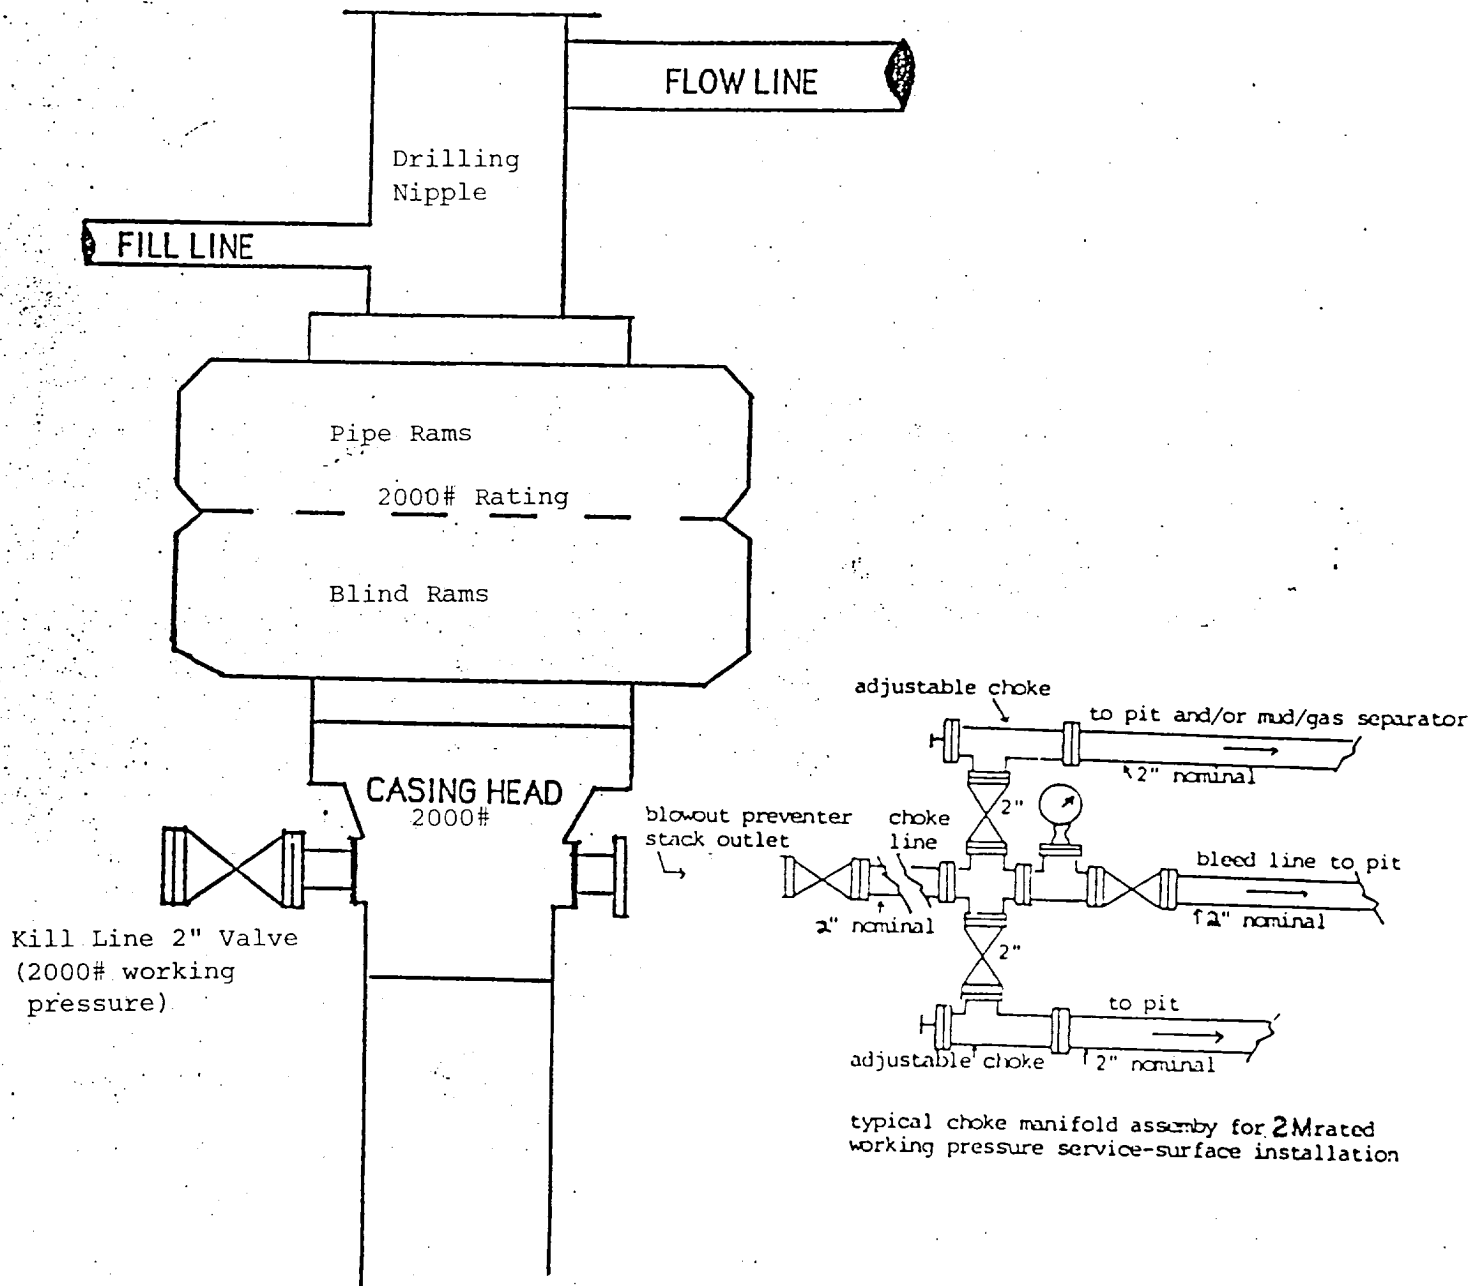 FLOW LINE
Drilling
Nipple
FILL LINE
Pipe Rams
2000# Rating
Blind Rams
CASING HEAD
2000#
Kill Line 2" Valve
(2000# working
pressure)
blowout preventer
stack outlet
choke
line
2" nominal
adjustable choke
to pit and/or mud/gas separator
2" nominal
2"
bleed line to pit
2" nominal
2"
to pit
adjustable choke
2" nominal
typical choke manifold assemby for 2M rated
working pressure service-surface installation